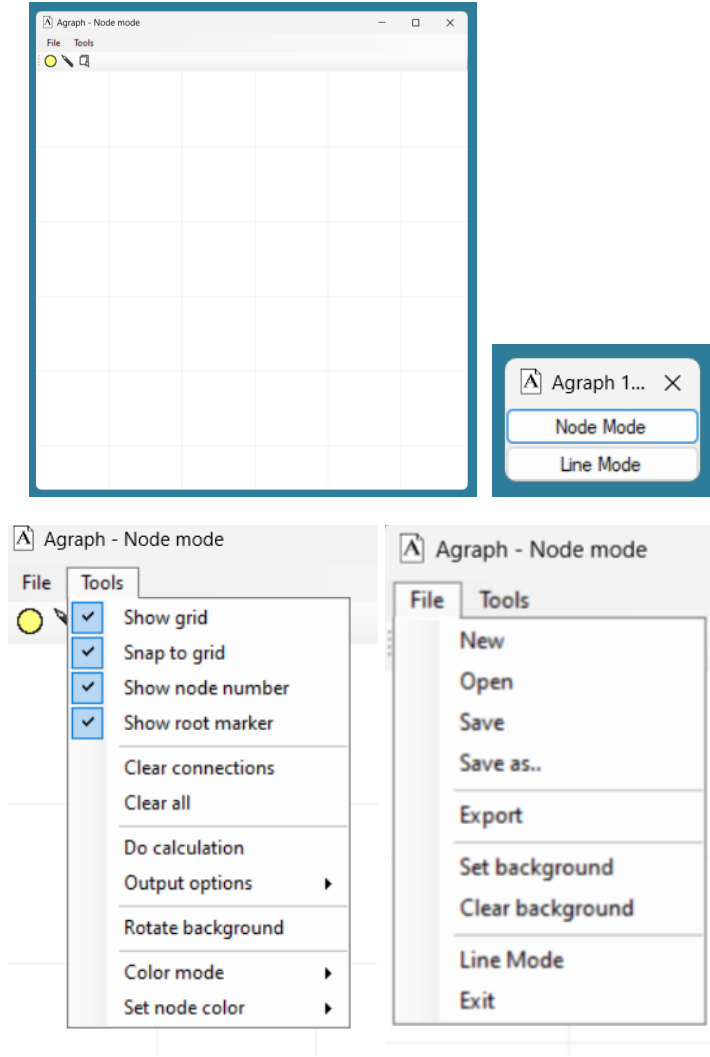 Agraph - Node mode
File Tools
Agraph 1...
Node Mode
Line Mode
Agraph - Node mode
File Tools
Show grid
Snap to grid
Show node number
Show root marker
Clear connections
Clear all
Do calculation
Output options
Rotate background
Color mode
Set node color
Agraph - Node mode
File Tools
New
Open
Save
Save as..
Export
Set background
Clear background
Line Mode
Exit